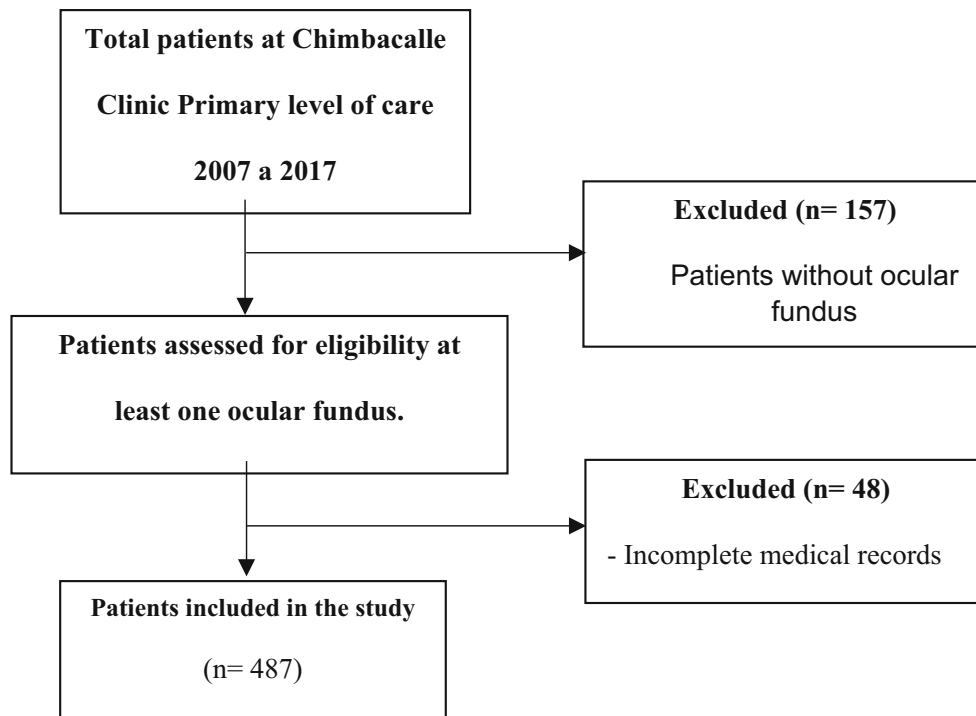 Total patients at Chimbacalle
Clinic Primary level of care
2007 a 2017
Excluded (n= 157)
Patients without ocular
fundus
Patients assessed for eligibility at
least one ocular fundus.
Excluded (n= 48)
- Incomplete medical records
Patients included in the study
(n= 487)